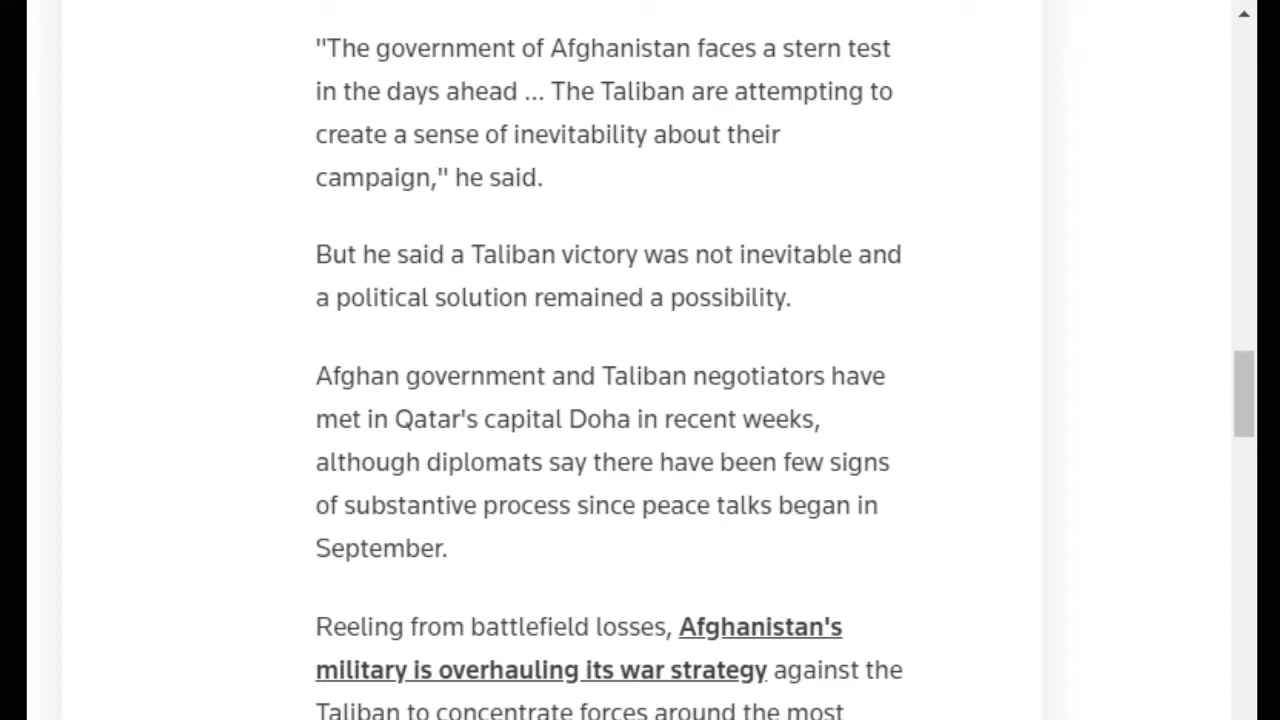 "The government of Afghanistan faces a stern test
in the days ahead ... The Taliban are attempting to
create a sense of inevitability about their
campaign," he said.
But he said a Taliban victory was not inevitable and
a political solution remained a possibility.
Afghan government and Taliban negotiators have
met in Qatar's capital Doha in recent weeks,
although diplomats say there have been few signs
of substantive process since peace talks began in
September.
Reeling from battlefield losses, Afghanistan's
military is overhauling its war strategy against the
Taliban to concentrate forces around the most